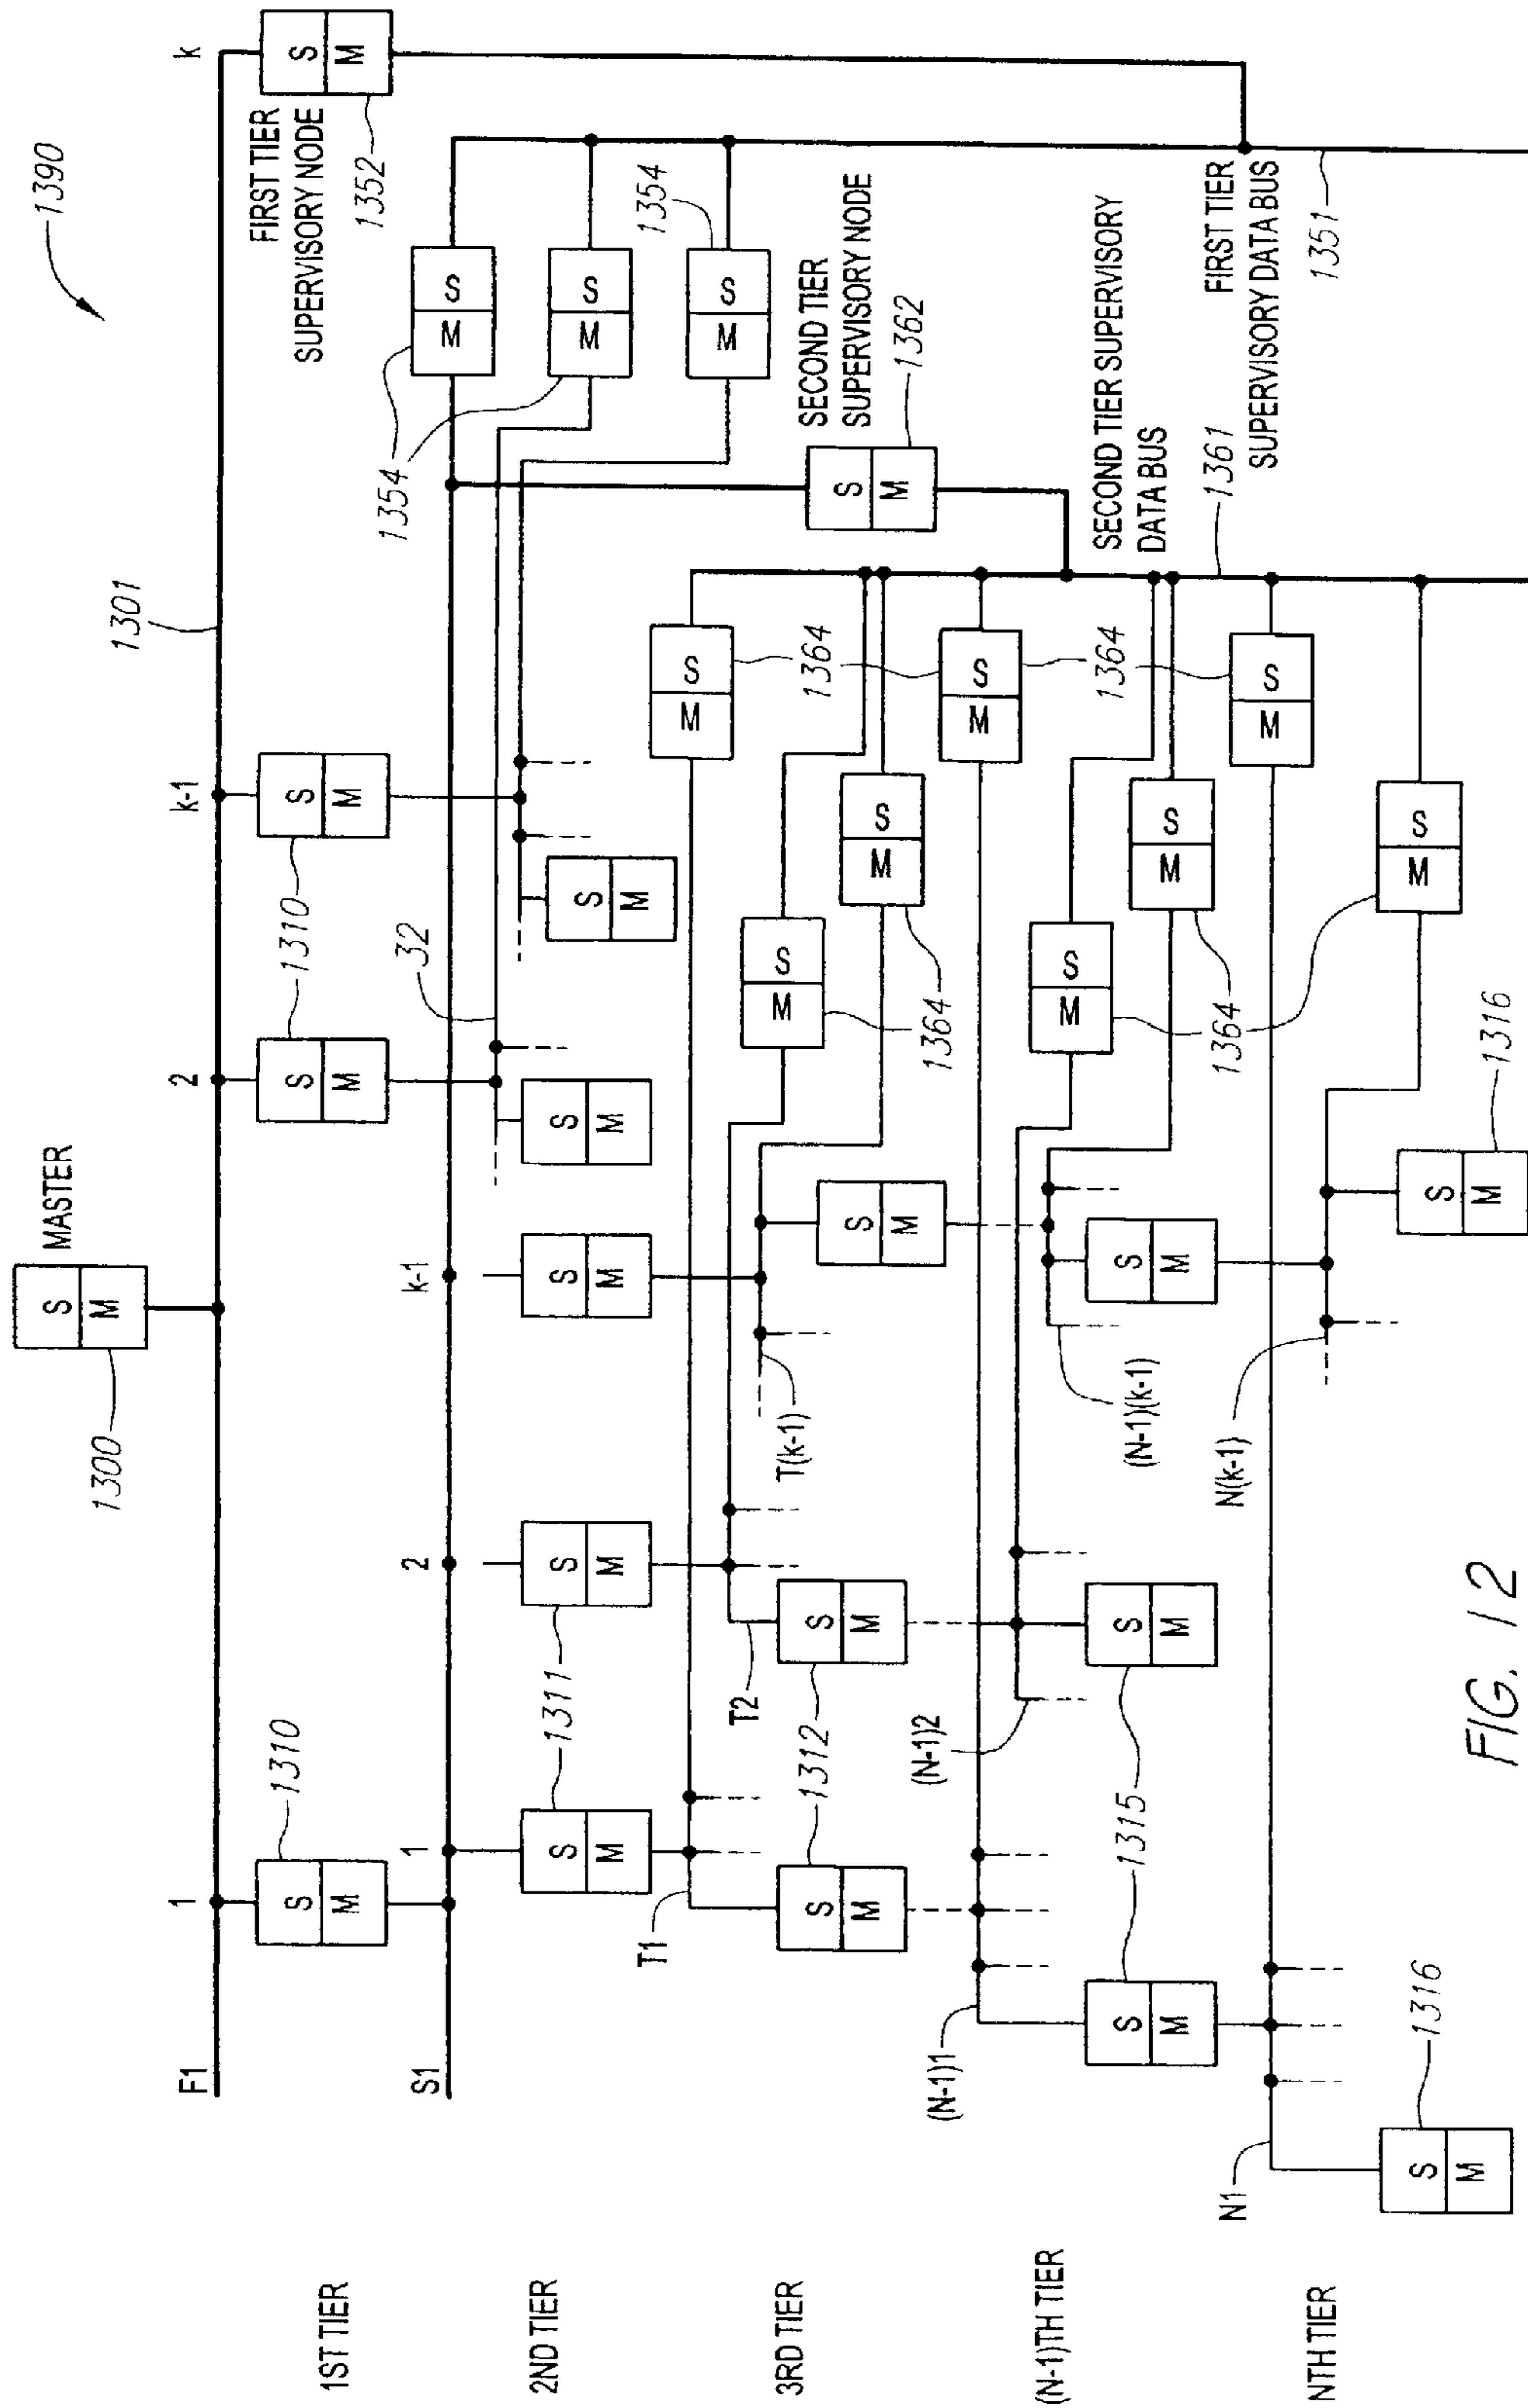 1390
MASTER
S
M
1300
1301
F1
1
2
k-1
k
S
M
1310
S
M
S
M
1310
S
M
FIRST TIER
SUPERVISORY NODE
1352
1ST TIER
S1
1
2
k-1
32
M
S
M
S
M
S
1354
1354
2ND TIER
S
M
1311
S
M
S
M
S
M
S
M
SECOND TIER
SUPERVISORY NODE
S
M
1362
T1
T2
T(k-1)
M
S
M
S
M
S
1364
1364
3RD TIER
S
M
1312
S
M
S
M
SECOND TIER SUPERVISORY
DATA BUS
1361
FIRST TIER
SUPERVISORY DATA BUS
1351
(N-1)1
(N-1)2
(N-1)(k-1)
M
S
M
S
M
S
1364
1364
(N-1)TH TIER
S
M
1315
S
M
S
M
N1
N(k-1)
M
S
M
S
NTH TIER
S
M
1316
S
M
1316
FIG. 12